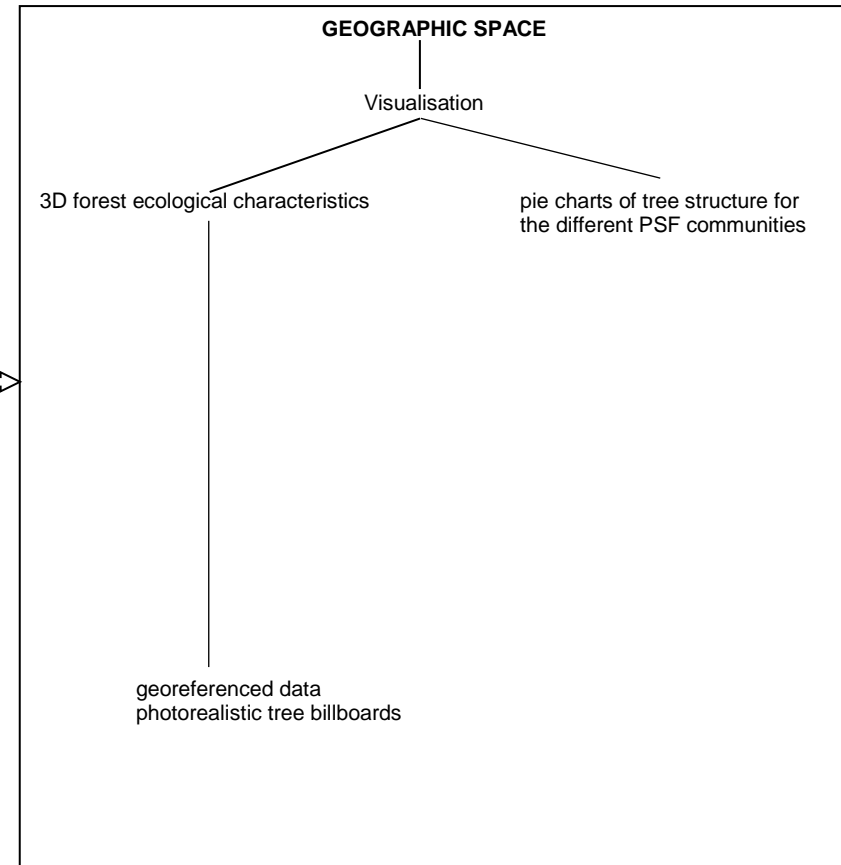 GEOGRAPHIC SPACE
Visualisation
3D forest ecological characteristics
pie charts of tree structure for
the different PSF communities
georeferenced data
photorealistic tree billboards